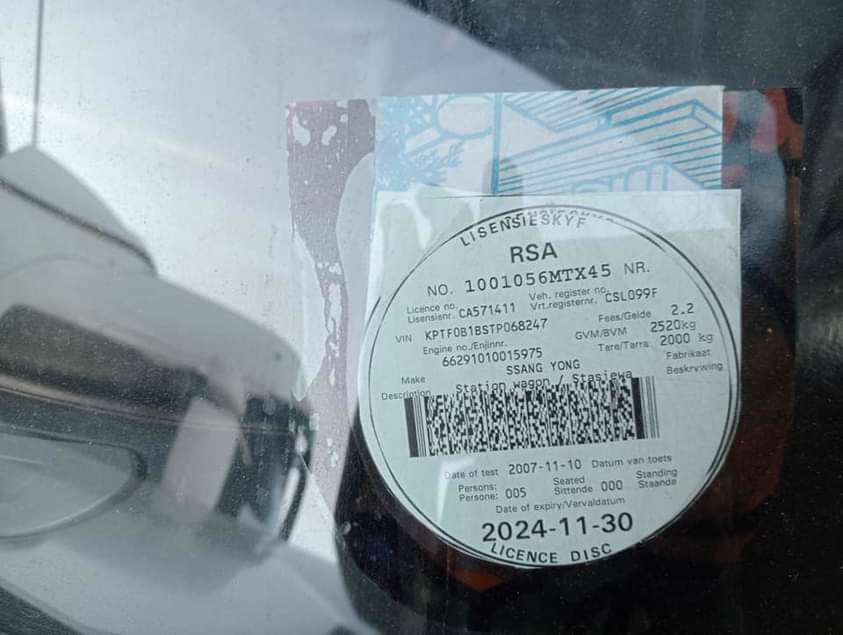 LISENSIESKYF
RSA
NO. 1001056MTX45 NR.
Licence no. CA571411 Veh. register no. CSL099F
Lisensienr. Vrt.registernr.
VIN KPTF0B1BSTP068247 Fees/Gelde 2.2
Engine no./Enjinnr. GVM/BVM 2520kg
66291010015975 Tare/Tarra 2000 kg
Make SSANG YONG Fabrikaat
Description Station wagon / Stasiewa Beskrywing
Date of test 2007-11-10 Datum van toets
Persons: 005 Seated 000 Standing
Persone: Sittende Staande
Date of expiry/Vervaldatum
2024-11-30
LICENCE DISC